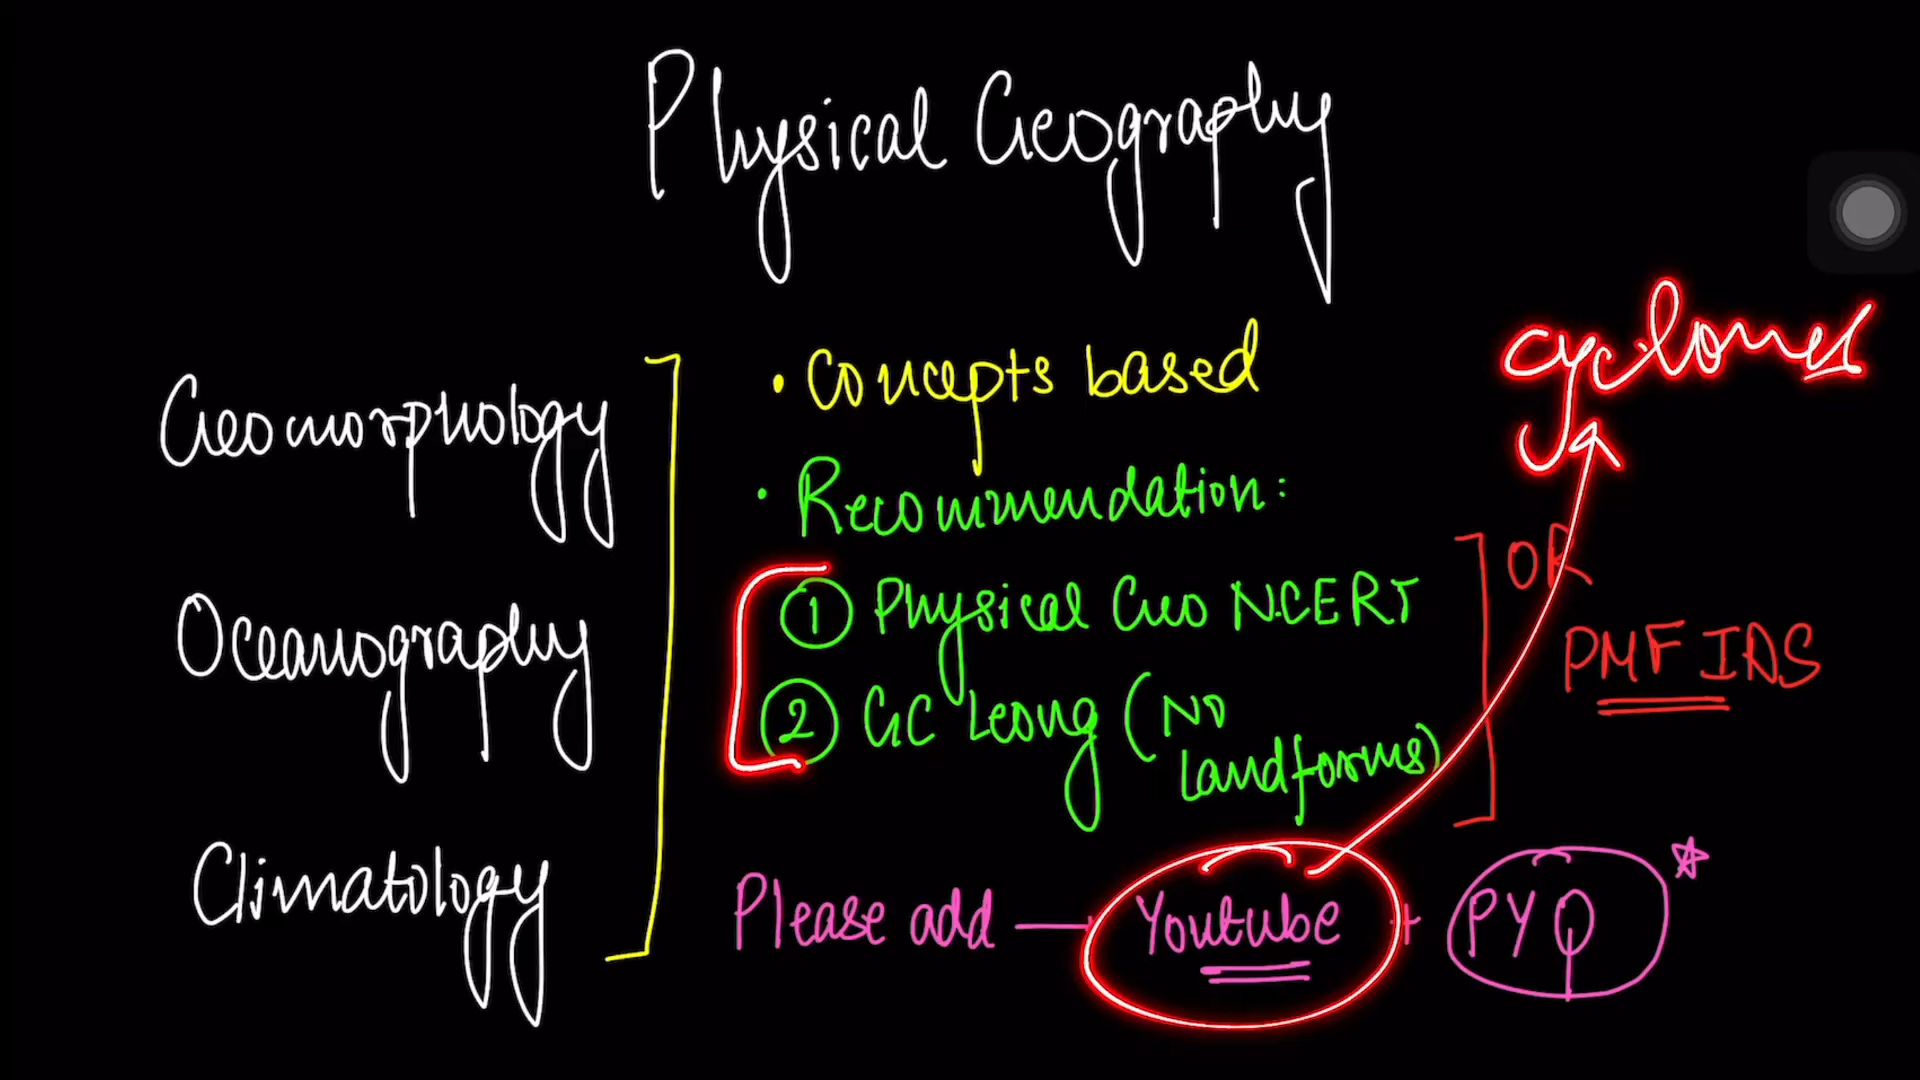 Physical Geography
cyclones
• Concepts based
Geomorphology
• Recommendation:
OR
① Physical Geo NCERT
Oceanography
PMF IAS
② GC Leong (No
Landforms)
Climatology
Please add — Youtube + PYQ